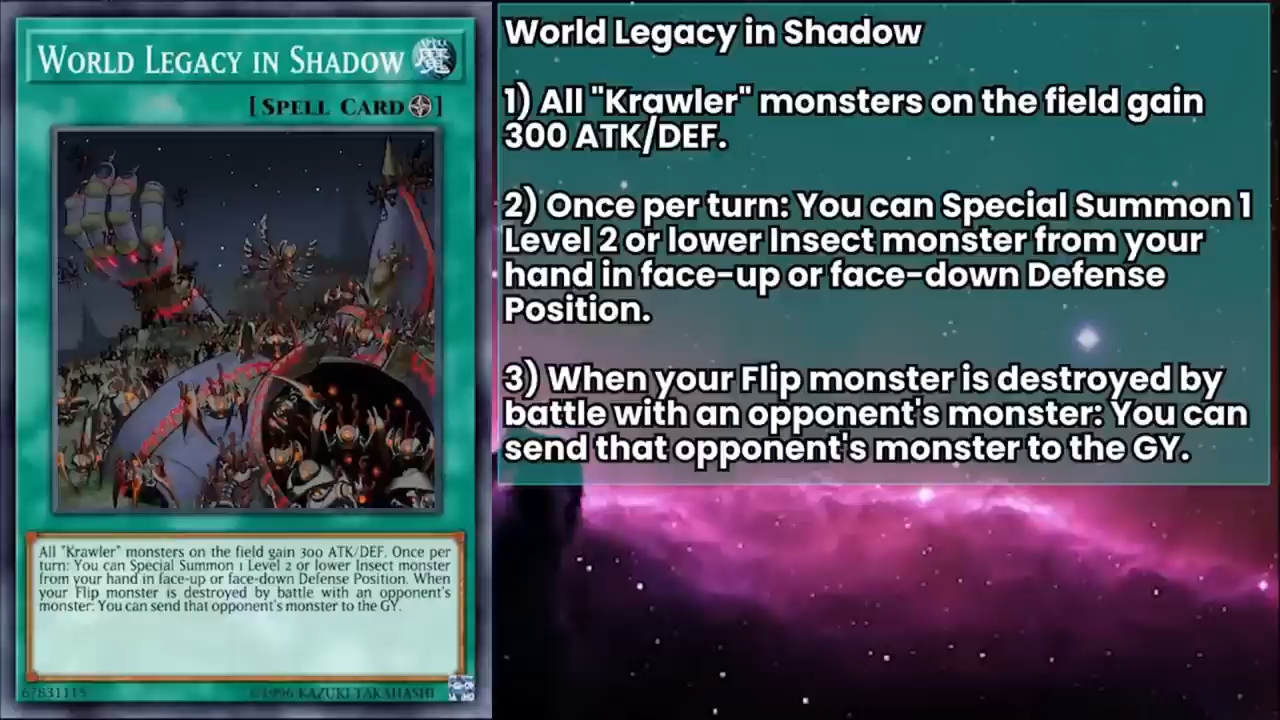 WORLD LEGACY IN SHADOW
魔
[SPELL CARD ]
All "Krawler" monsters on the field gain 300 ATK/DEF. Once per
turn: You can Special Summon 1 Level 2 or lower Insect monster
from your hand in face-up or face-down Defense Position. When
your Flip monster is destroyed by battle with an opponent's
monster: You can send that opponent's monster to the GY.
67831115
©1996 KAZUKI TAKAHASHI
World Legacy in Shadow
1) All "Krawler" monsters on the field gain
300 ATK/DEF.
2) Once per turn: You can Special Summon 1
Level 2 or lower Insect monster from your
hand in face-up or face-down Defense
Position.
3) When your Flip monster is destroyed by
battle with an opponent's monster: You can
send that opponent's monster to the GY.